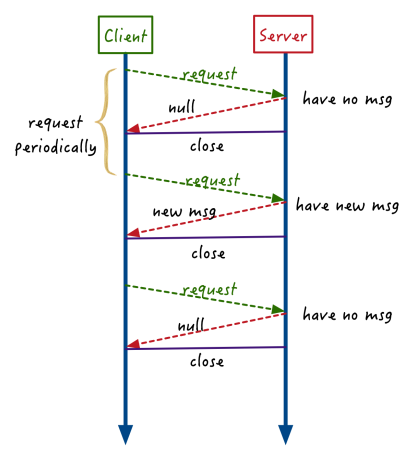 Client
Server
request
null
have no msg
close
request
periodically
request
new msg
have new msg
close
request
null
have no msg
close